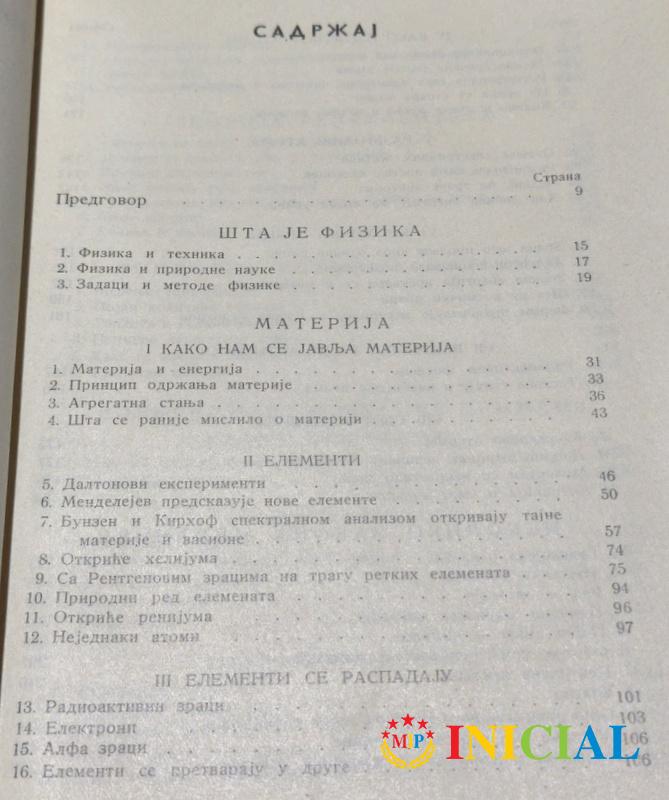 САДРЖАЈ
Страна
Предговор . . . . . . . . . . . . . . . . 9
ШТА ЈЕ ФИЗИКА
1. Физика и техника . . . . . . . . . . . . . 15
2. Физика и природне науке . . . . . . . . . . . 17
3. Задаци и методе физике . . . . . . . . . . . 19
МАТЕРИЈА
I КАКО НАМ СЕ ЈАВЉА МАТЕРИЈА
1. Материја и енергија . . . . . . . . . . . . 31
2. Принцип одржања материје . . . . . . . . . . 33
3. Агрегатна стања . . . . . . . . . . . . . 36
4. Шта се раније мислило о материји . . . . . . . . 43
II ЕЛЕМЕНТИ
5. Далтонови експерименти . . . . . . . . . . . 46
6. Менделејев предсказује нове елементе . . . . . . . 50
7. Бунзен и Кирхоф спектралном анализом откривају тајне
материје и васионе . . . . . . . . . . . . 57
8. Откриће хелијума . . . . . . . . . . . . . 74
9. Са Рентгеновим зрацима на трагу ретких елемената . . . . 75
10. Природни ред елемената . . . . . . . . . . . 94
11. Откриће ренијума . . . . . . . . . . . . . 96
12. Неједнаки атоми . . . . . . . . . . . . . 97
III ЕЛЕМЕНТИ СЕ РАСПАДАЈУ
13. Радиоактивни зраци . . . . . . . . . . . . 101
14. Електрони . . . . . . . . . . . . . . . 103
15. Алфа зраци . . . . . . . . . . . . . . . 106
16. Елементи се претварају у друге . . . . . . . . 106
MP INICIAL